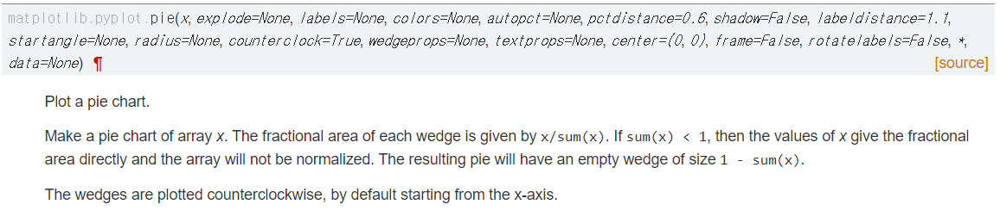 matplotlib.pyplot.pie(x, explode=None, labels=None, colors=None, autopct=None, pctdistance=0.6, shadow=False, labeldistance=1.1,
startangle=None, radius=None, counterclock=True, wedgeprops=None, textprops=None, center=(0, 0), frame=False, rotatelabels=False, *,
data=None) ¶ [source]
Plot a pie chart.
Make a pie chart of array x. The fractional area of each wedge is given by x/sum(x). If sum(x) < 1, then the values of x give the fractional
area directly and the array will not be normalized. The resulting pie will have an empty wedge of size 1 - sum(x).
The wedges are plotted counterclockwise, by default starting from the x-axis.